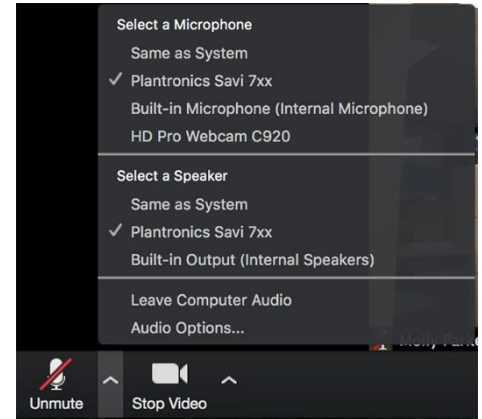 Select a Microphone
Same as System
Plantronics Savi 7xx
Built-in Microphone (Internal Microphone)
HD Pro Webcam C920
Select a Speaker
Same as System
Plantronics Savi 7xx
Built-in Output (Internal Speakers)
Leave Computer Audio
Audio Options...
Molly
Unmute
Stop Video